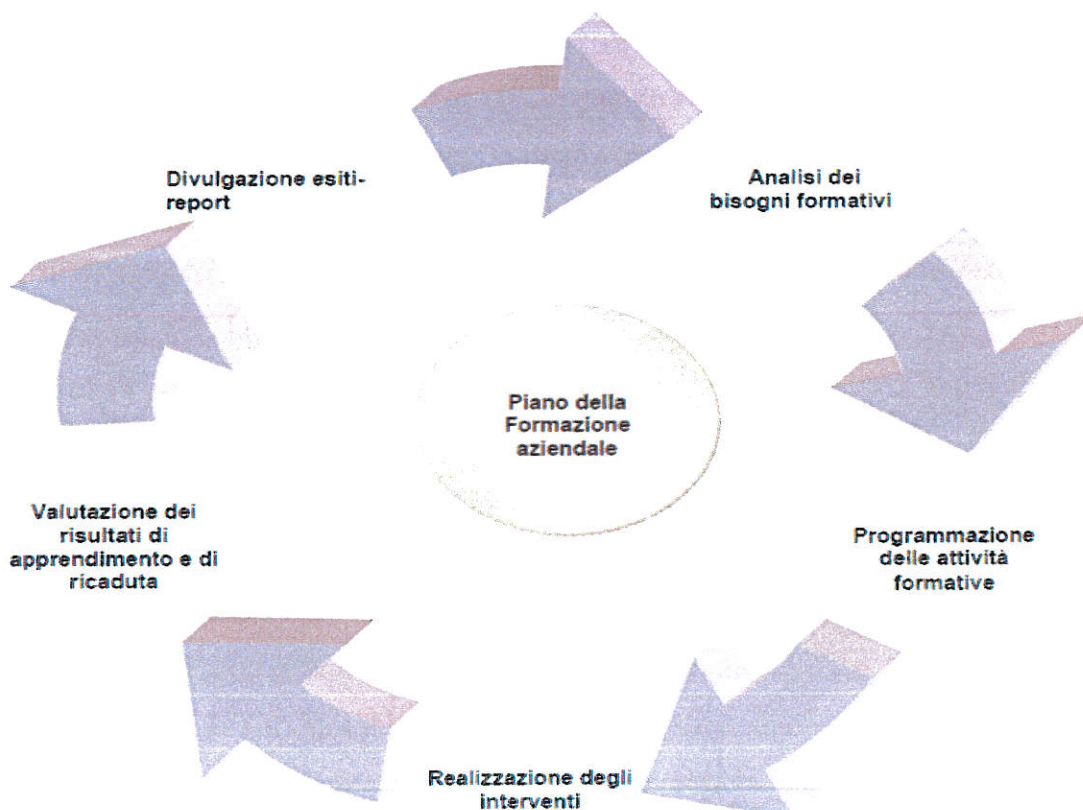 Divulgazione esiti-
report
Analisi dei
bisogni formativi
Piano della
Formazione
aziendale
Valutazione dei
risultati di
apprendimento e di
ricaduta
Programmazione
delle attività
formative
Realizzazione degli
interventi